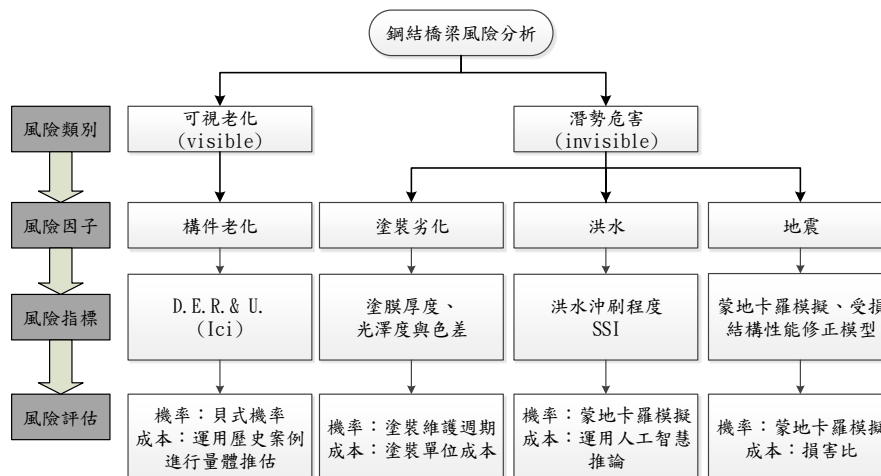 鋼結橋梁風險分析
風險類別
可視老化
(visible)
潛勢危害
(invisible)
風險因子
構件老化
塗裝劣化
洪水
地震
風險指標
D.E.R.& U.
(Ici)
塗膜厚度、
光澤度與色差
洪水沖刷程度
SSI
蒙地卡羅模擬、受損
結構性能修正模型
風險評估
機率：貝式機率
成本：運用歷史案例
進行量體推估
機率：塗裝維護週期
成本：塗裝單位成本
機率：蒙地卡羅模擬
成本：運用人工智慧
推論
機率：蒙地卡羅模擬
成本：損害比